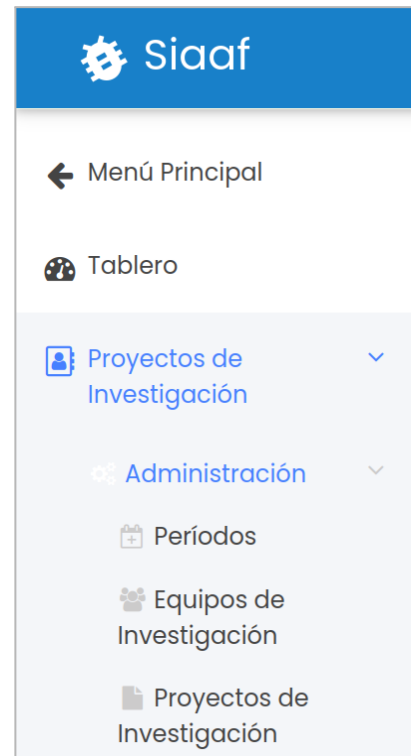 Siaaf
Menú Principal
Tablero
Proyectos de
Investigación
Administración
Períodos
Equipos de
Investigación
Proyectos de
Investigación